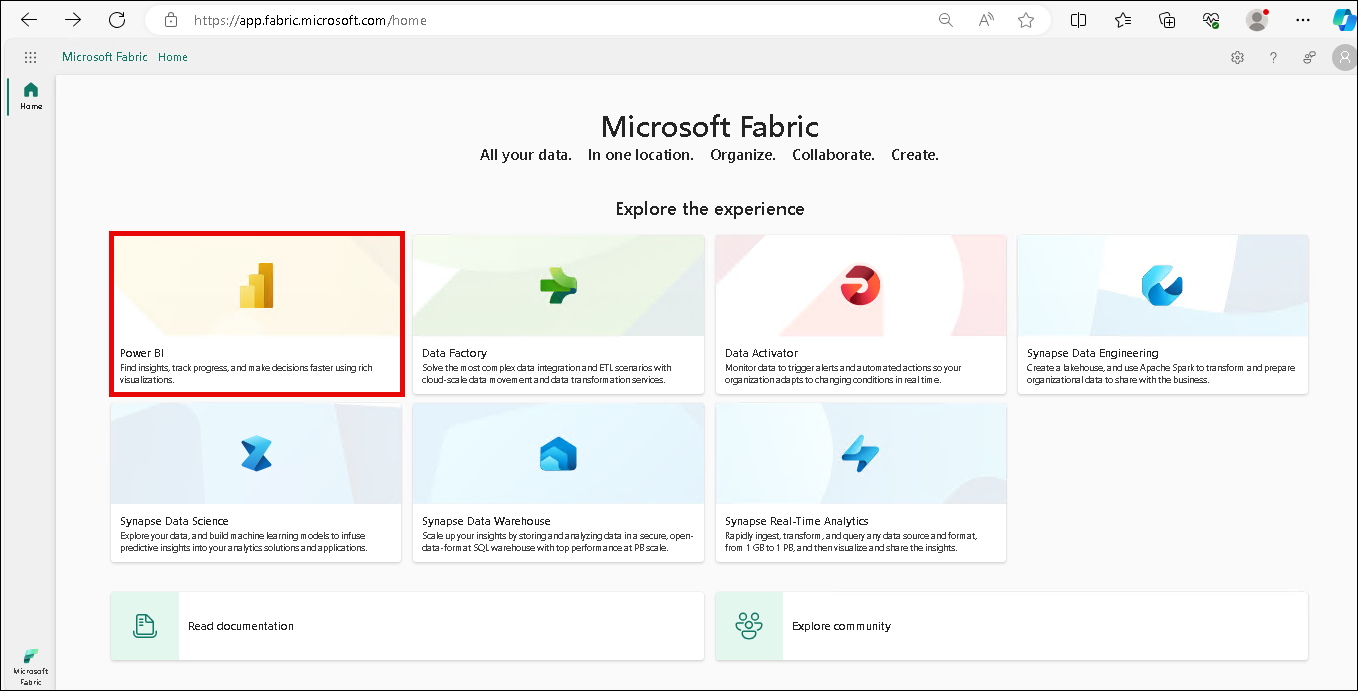 https://app.fabric.microsoft.com/home
Microsoft Fabric Home
Home
Microsoft Fabric
All your data. In one location. Organize. Collaborate. Create.
Explore the experience
Power BI
Find insights, track progress, and make decisions faster using rich
visualizations.
Data Factory
Solve the most complex data integration and ETL scenarios with
cloud-scale data movement and data transformation services.
Data Activator
Monitor data to trigger alerts and automated actions so your
organization adapts to changing conditions in real time.
Synapse Data Engineering
Create a lakehouse, and use Apache Spark to transform and prepare
organizational data to share with the business.
Synapse Data Science
Explore your data, and build machine learning models to infuse
predictive insights into your analytics solutions and applications.
Synapse Data Warehouse
Scale up your insights by storing and analyzing data in a secure, open-
data-format SQL warehouse with top performance at PB scale.
Synapse Real-Time Analytics
Rapidly ingest, transform, and query any data source and format,
from 1 GB to 1 PB, and then visualize and share the insights.
Read documentation
Explore community
Microsoft
Fabric